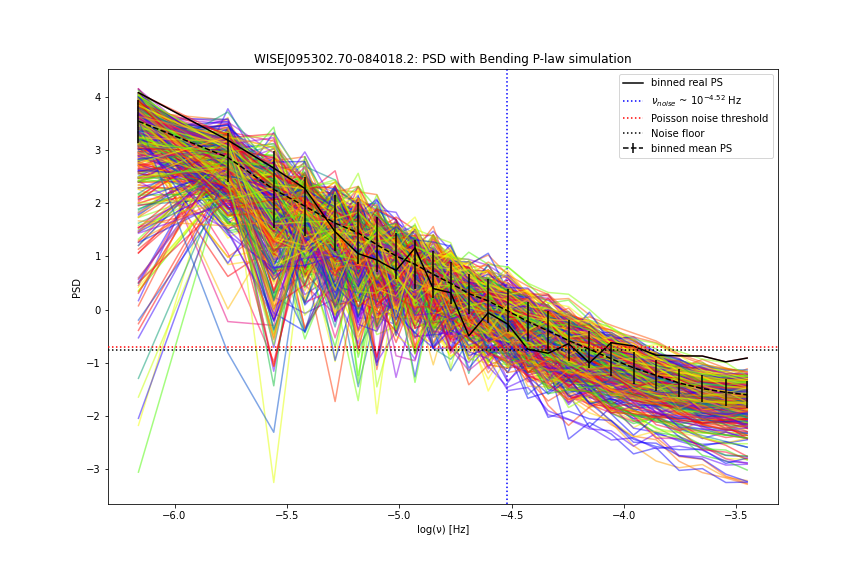 WISEJ095302.70-084018.2: PSD with Bending P-law simulation
binned real PS
ν_noise ~ 10^−4.52 Hz
Poisson noise threshold
Noise floor
binned mean PS
PSD
4
3
2
1
0
−1
−2
−3
−6.0 −5.5 −5.0 −4.5 −4.0 −3.5
log(ν) [Hz]